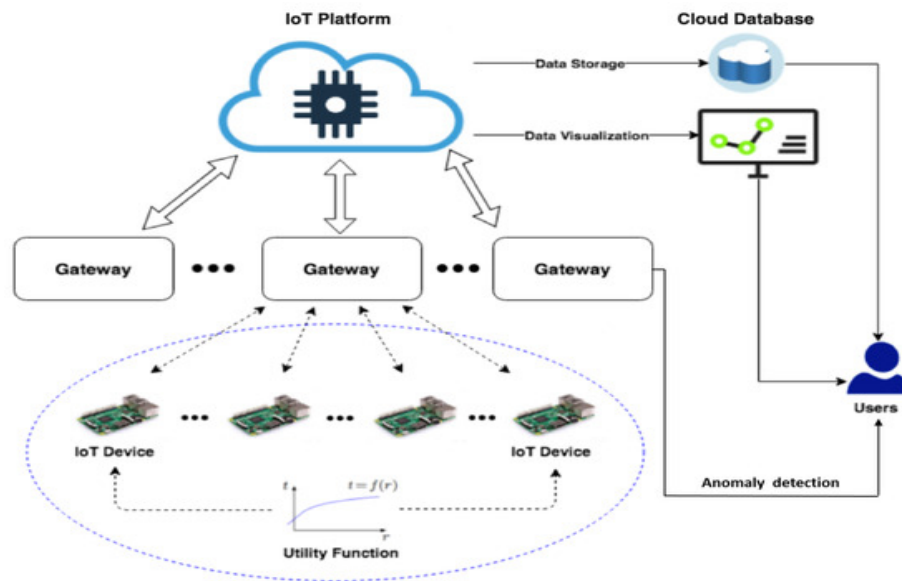 IoT Platform
Cloud Database
Data Storage
Data Visualization
Gateway
Gateway
Gateway
Users
IoT Device
IoT Device
Anomaly detection
t
t=f(r)
r
Utility Function